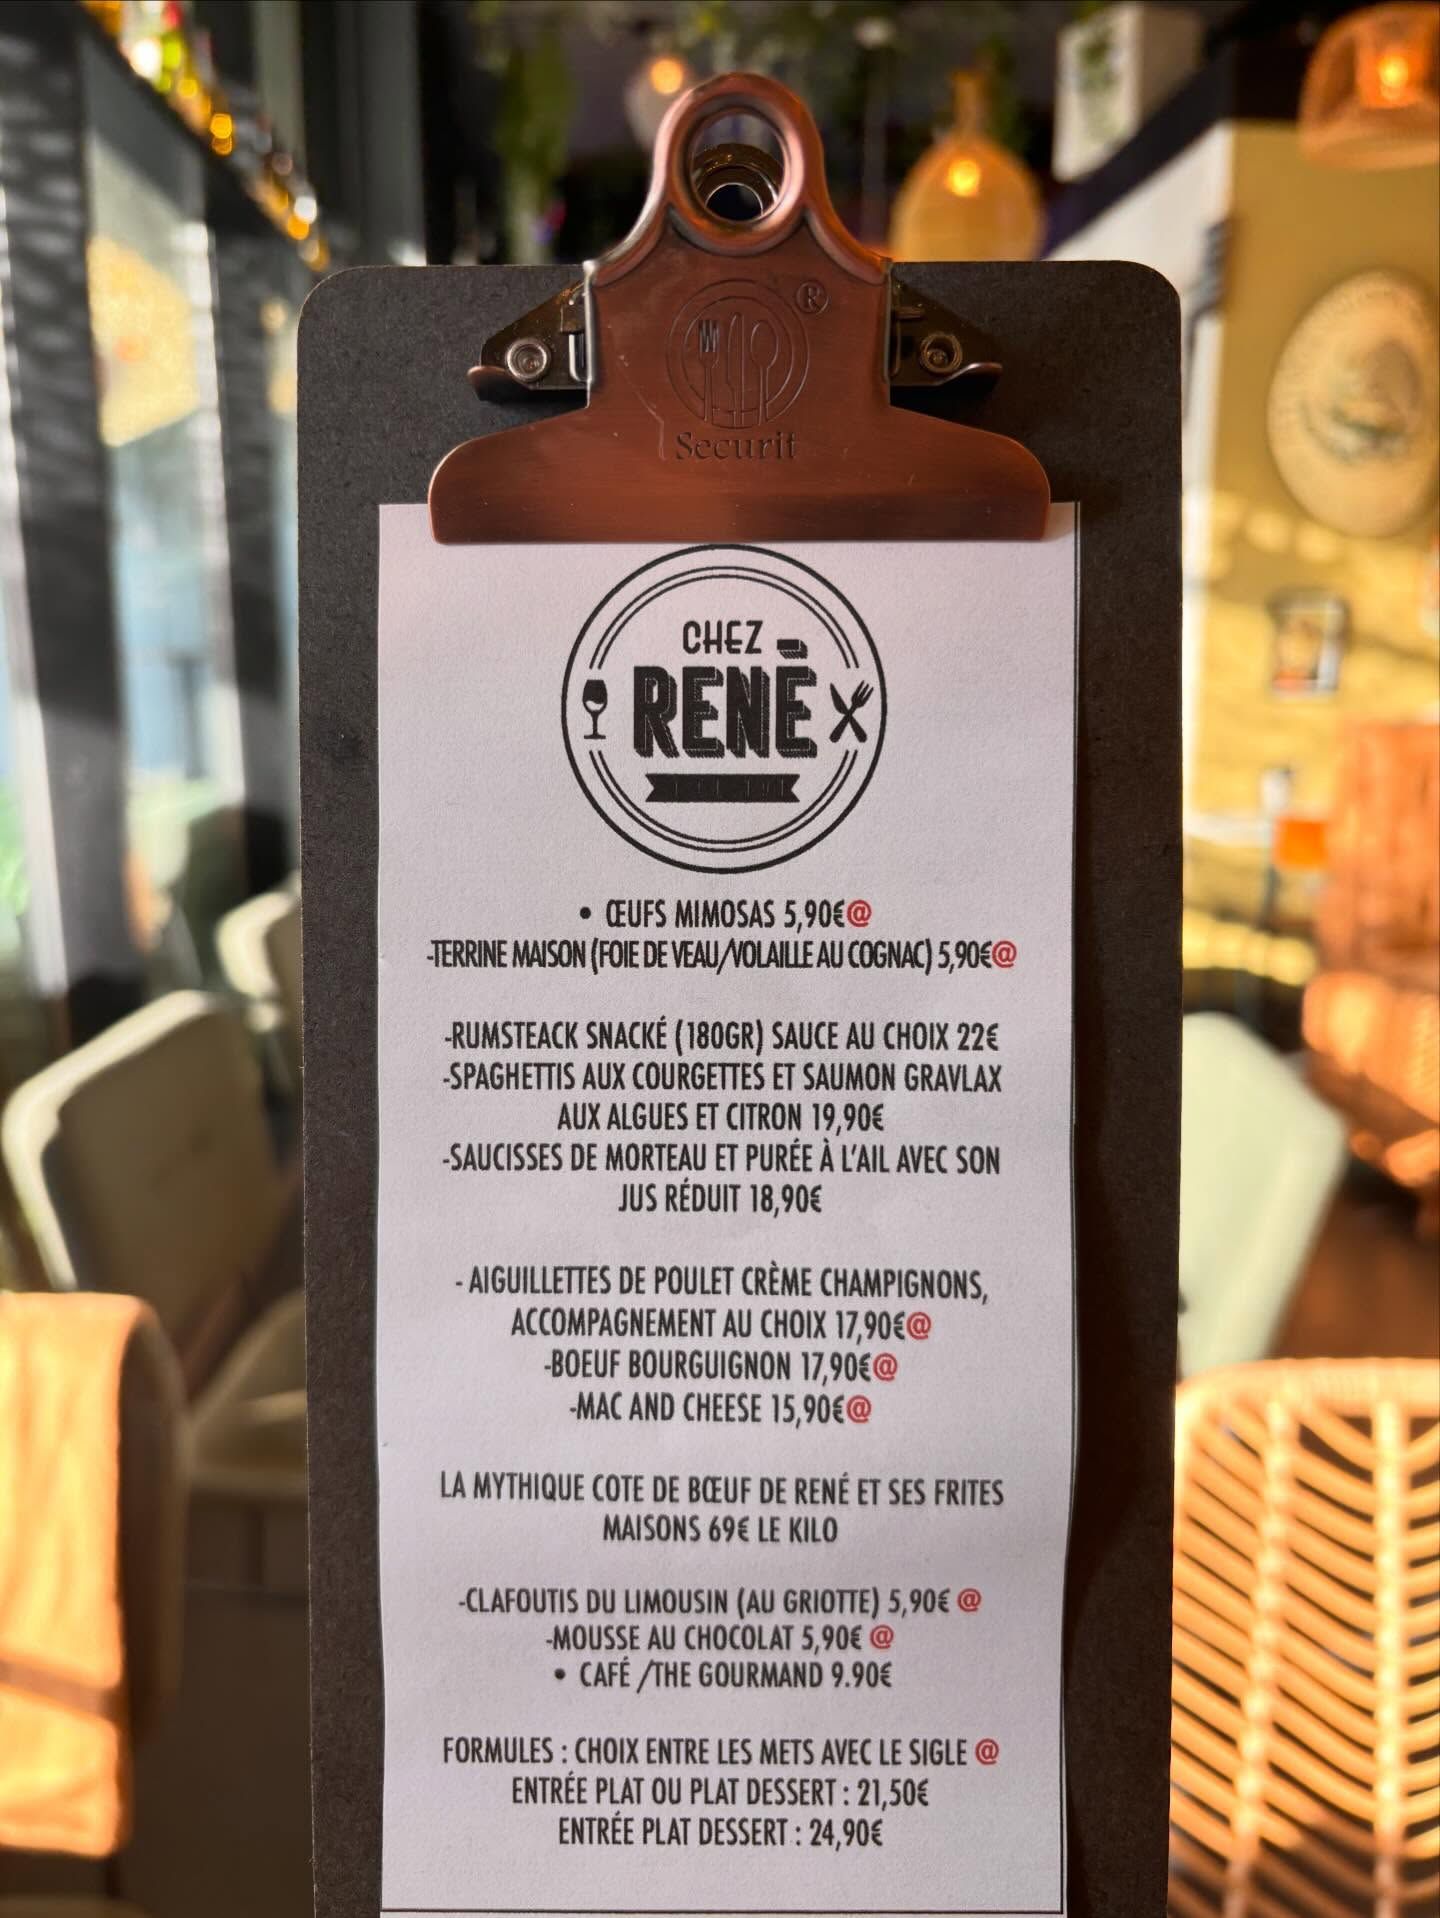 ®
Securit
CHEZ
RENÉ
• ŒUFS MIMOSAS 5,90€@
-TERRINE MAISON (FOIE DE VEAU/VOLAILLE AU COGNAC) 5,90€@
-RUMSTEACK SNACKÉ (180GR) SAUCE AU CHOIX 22€
-SPAGHETTIS AUX COURGETTES ET SAUMON GRAVLAX
AUX ALGUES ET CITRON 19,90€
-SAUCISSES DE MORTEAU ET PURÉE À L'AIL AVEC SON
JUS RÉDUIT 18,90€
- AIGUILLETTES DE POULET CRÈME CHAMPIGNONS,
ACCOMPAGNEMENT AU CHOIX 17,90€@
-BOEUF BOURGUIGNON 17,90€@
-MAC AND CHEESE 15,90€@
LA MYTHIQUE COTE DE BŒUF DE RENÉ ET SES FRITES
MAISONS 69€ LE KILO
-CLAFOUTIS DU LIMOUSIN (AU GRIOTTE) 5,90€ @
-MOUSSE AU CHOCOLAT 5,90€ @
• CAFÉ /THE GOURMAND 9.90€
FORMULES : CHOIX ENTRE LES METS AVEC LE SIGLE @
ENTRÉE PLAT OU PLAT DESSERT : 21,50€
ENTRÉE PLAT DESSERT : 24,90€